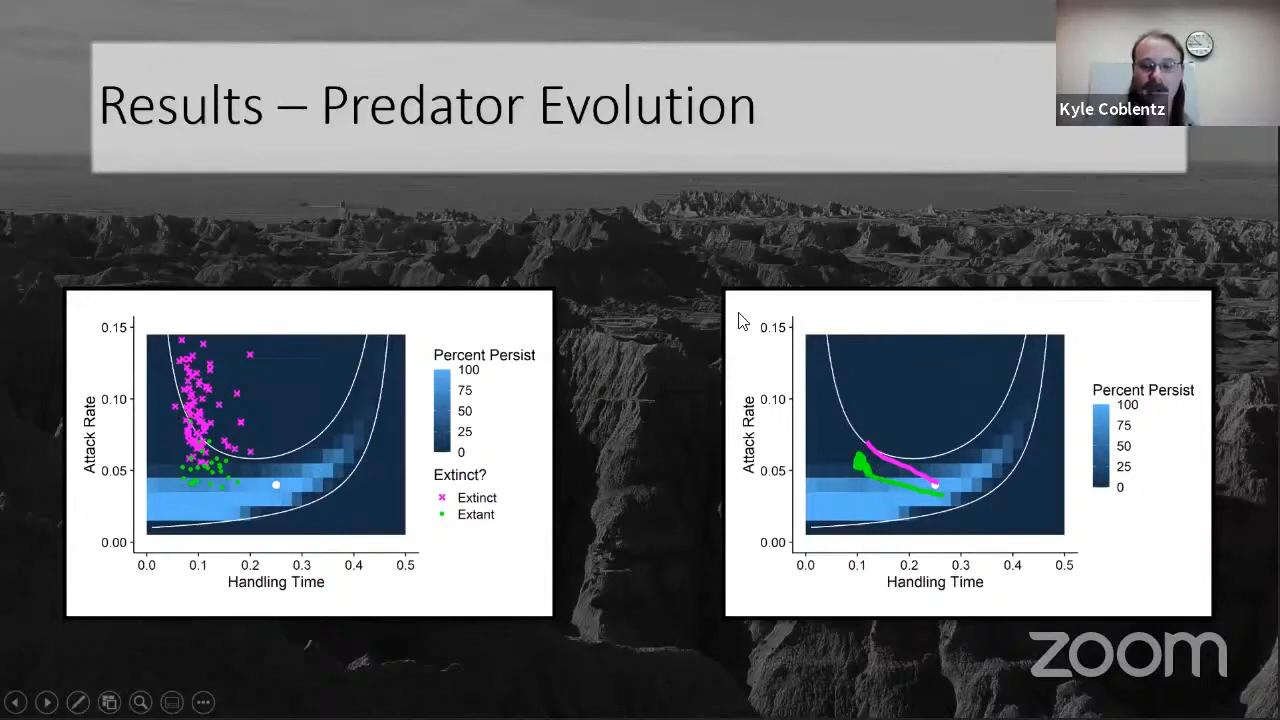 Results – Predator Evolution
Kyle Coblentz
0.15
0.10
0.05
0.00
Attack Rate
0.0 0.1 0.2 0.3 0.4 0.5
Handling Time
Percent Persist
100
75
50
25
0
Extinct?
Extinct
Extant
0.15
0.10
0.05
0.00
Attack Rate
0.0 0.1 0.2 0.3 0.4 0.5
Handling Time
Percent Persist
100
75
50
25
0
zoom